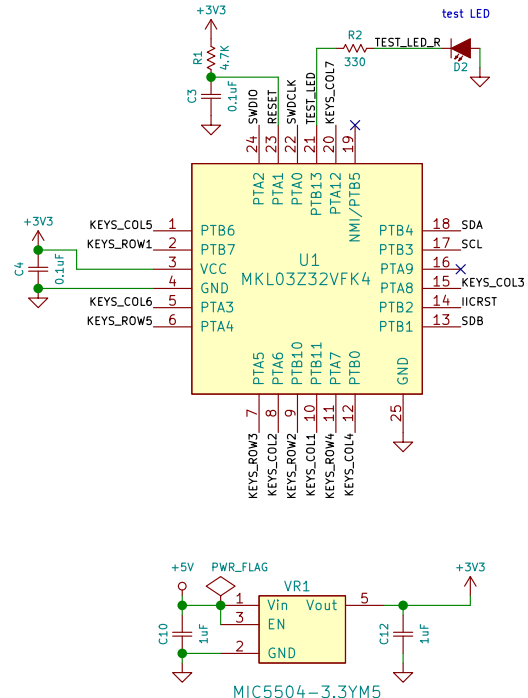 test LED
+3V3
R1
4.7K
C3
0.1uF
R2
330
TEST_LED_R
D2
SWDIO
RESET
SWDCLK
TEST_LED
KEYS_COL7
24
23
22
21
20
19
PTA2
PTA1
PTA0
PTB13
PTA12
NMI/PTB5
+3V3
C4
0.1uF
KEYS_COL5 1 PTB6
KEYS_ROW1 2 PTB7
3 VCC
4 GND
KEYS_COL6 5 PTA3
KEYS_ROW5 6 PTA4
U1
MKL03Z32VFK4
PTB4 18 SDA
PTB3 17 SCL
PTA9 16
PTA8 15 KEYS_COL3
PTB2 14 IICRST
PTB1 13 SDB
PTA5
PTA6
PTB10
PTB11
PTA7
PTB0
GND
7
8
9
10
11
12
25
KEYS_ROW3
KEYS_COL2
KEYS_ROW2
KEYS_COL1
KEYS_ROW4
KEYS_COL4
+5V
PWR_FLAG
VR1
+3V3
1 Vin
3 EN
2 GND
Vout 5
C10
1uF
C12
1uF
MIC5504-3.3YM5